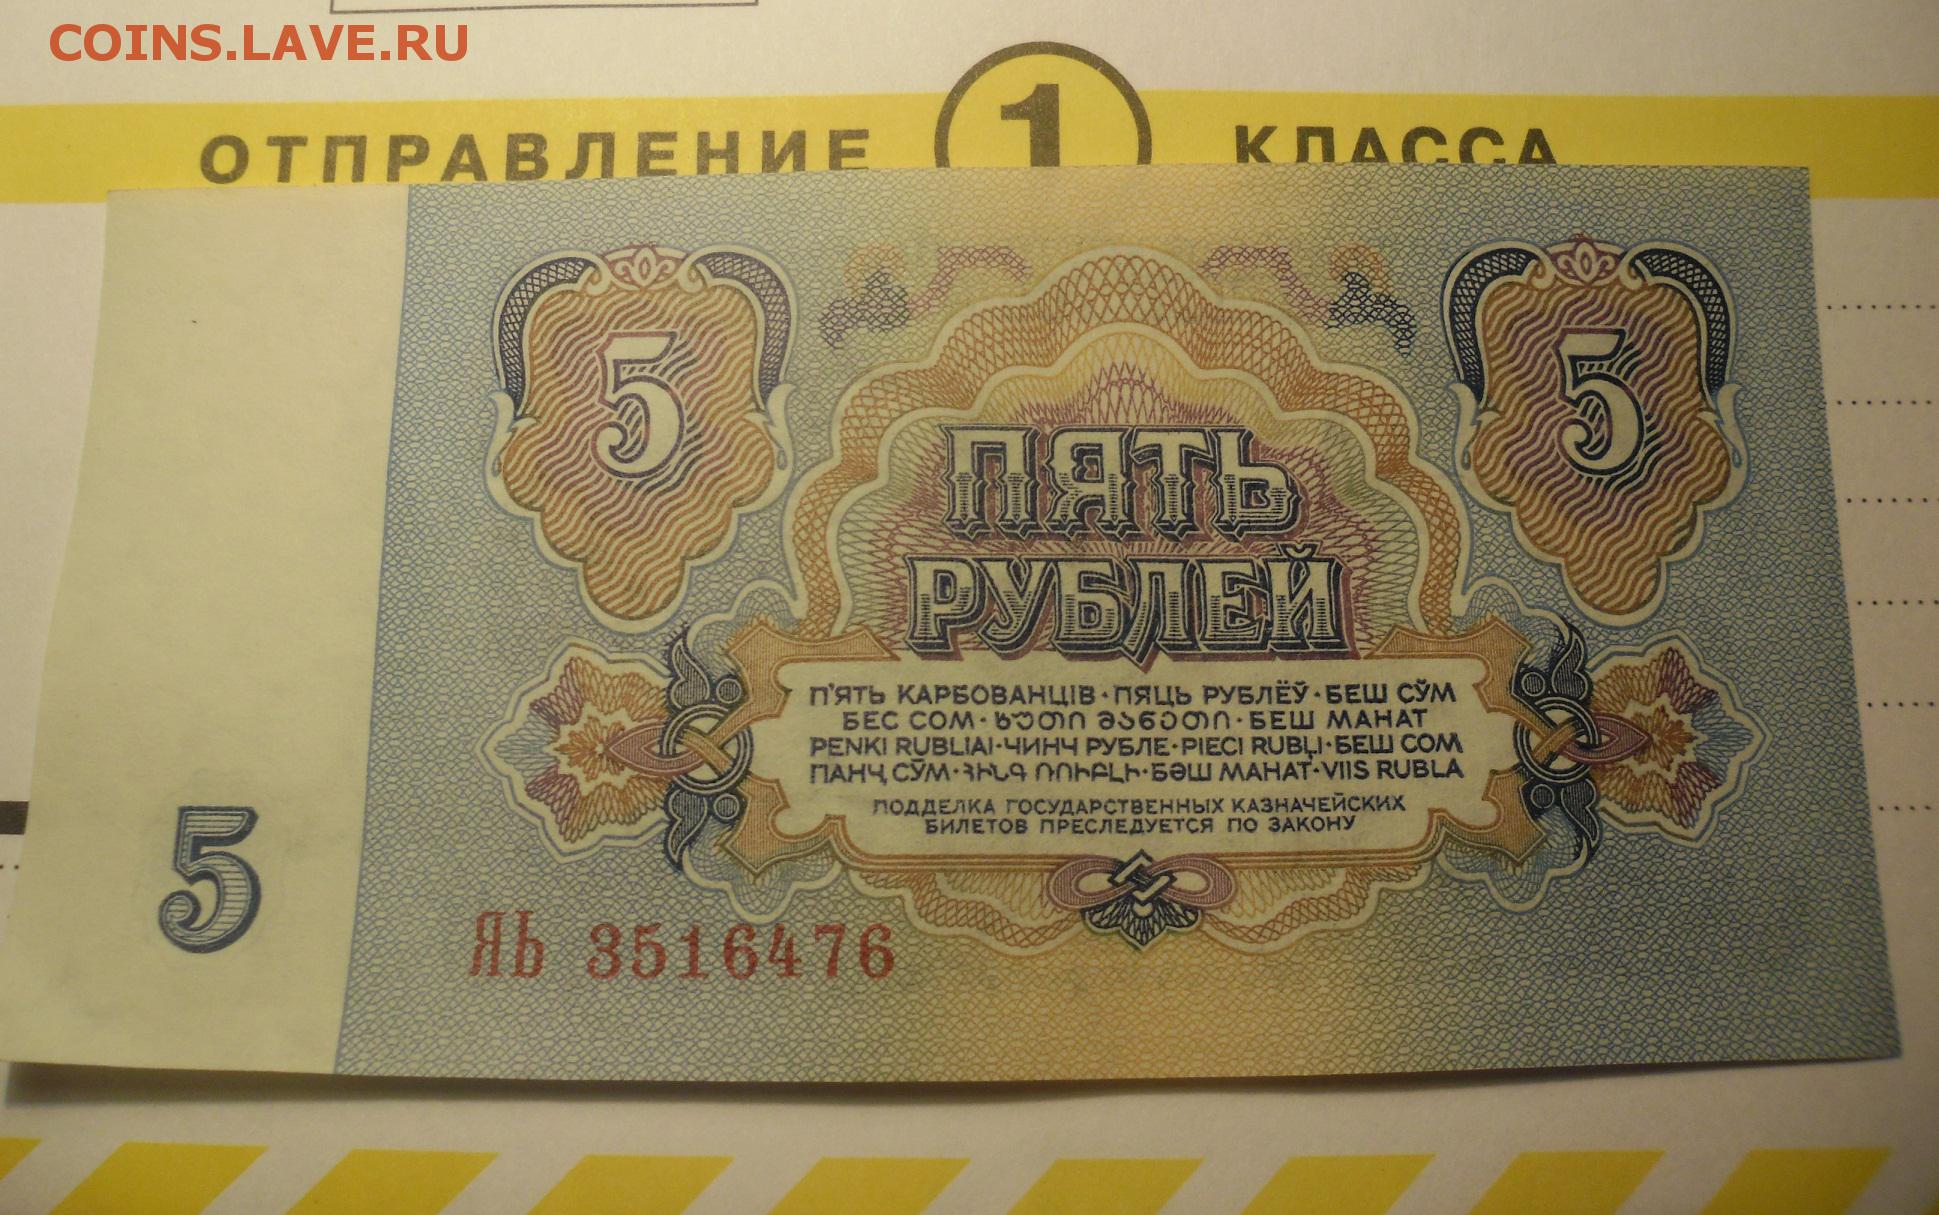 COINS.LAVE.RU
ОТПРАВЛЕНИЕ 1 КЛАССА
5 5
ПЯТЬ
РУБЛЕЙ
П'ЯТЬ КАРБОВАНЦІВ · ПЯЦЬ РУБЛЁЎ · БЕШ СЎМ
БЕС СОМ · ხუთი მანეთი · БЕШ МАНАТ
PENKI RUBLIAI · ЧИНЧ РУБЛЕ · PIECI RUBĻI · БЕШ СОМ
ПАНҶ СӮМ · ՀԻՆԳ ՌՈՒԲԼԻ · БӘШ МАНАТ · VIIS RUBLA
ПОДДЕЛКА ГОСУДАРСТВЕННЫХ КАЗНАЧЕЙСКИХ
БИЛЕТОВ ПРЕСЛЕДУЕТСЯ ПО ЗАКОНУ
5
ЯЬ 3516476